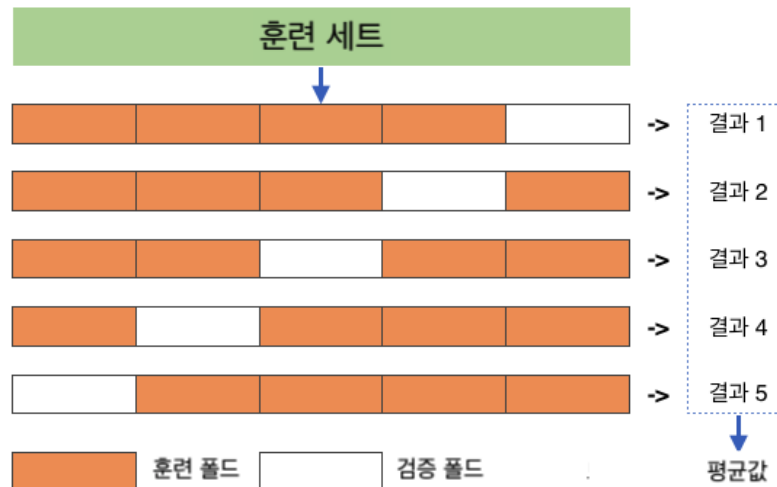 훈련 세트
-> 결과 1
-> 결과 2
-> 결과 3
-> 결과 4
-> 결과 5
훈련 폴드 검증 폴드 평균값